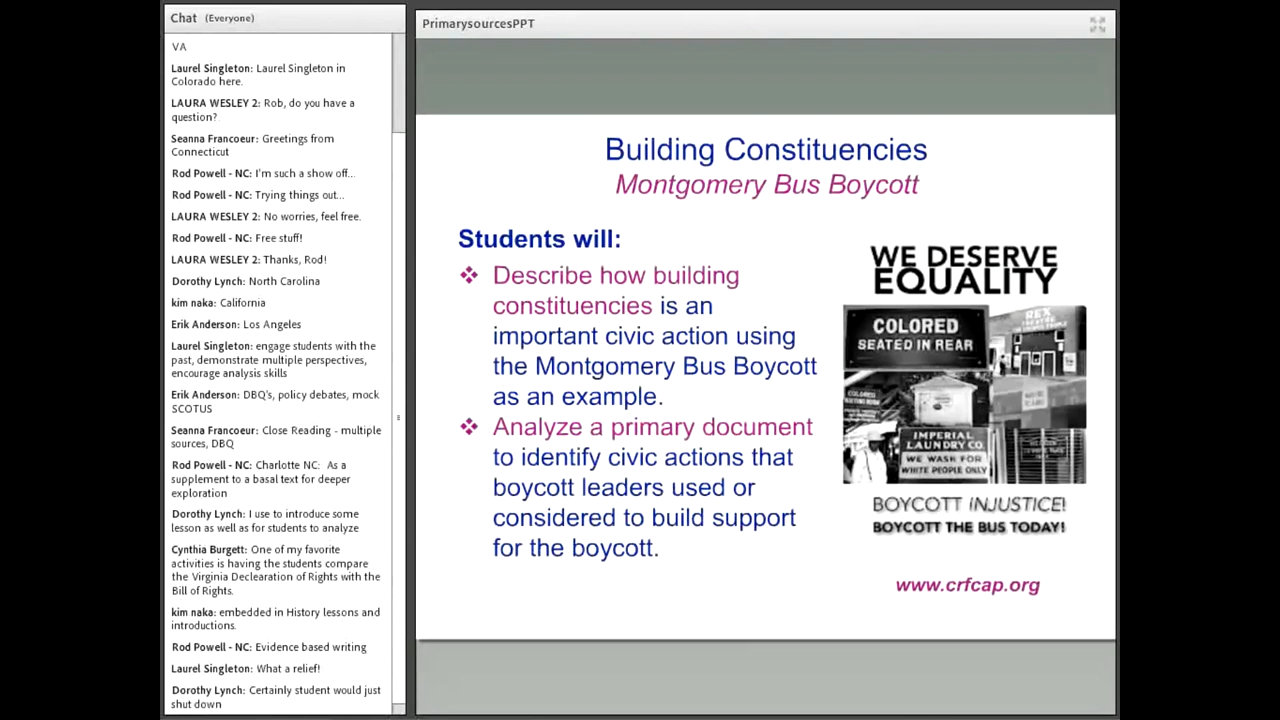 Chat (Everyone)
VA
Laurel Singleton: Laurel Singleton in
Colorado here.
LAURA WESLEY 2: Rob, do you have a
question?
Seanna Francoeur: Greetings from
Connecticut
Rod Powell - NC: I'm such a show off...
Rod Powell - NC: Trying things out...
LAURA WESLEY 2: No worries, feel free.
Rod Powell - NC: Free stuff!
LAURA WESLEY 2: Thanks, Rod!
Dorothy Lynch: North Carolina
kim naka: California
Erik Anderson: Los Angeles
Laurel Singleton: engage students with the
past, demonstrate multiple perspectives,
encourage analysis skills
Erik Anderson: DBQ's, policy debates, mock
SCOTUS
Seanna Francoeur: Close Reading - multiple
sources, DBQ
Rod Powell - NC: Charlotte NC: As a
supplement to a basal text for deeper
exploration
Dorothy Lynch: I use to introduce some
lesson as well as for students to analyze
Cynthia Burgett: One of my favorite
activities is having the students compare
the Virginia Decleration of Rights with the
Bill of Rights.
kim naka: embedded in History lessons and
introductions.
Rod Powell - NC: Evidence based writing
Laurel Singleton: What a relief!
Dorothy Lynch: Certainly student would just
shut down
PrimarysourcesPPT
Building Constituencies
Montgomery Bus Boycott
Students will:
❖ Describe how building
constituencies is an
important civic action using
the Montgomery Bus Boycott
as an example.
❖ Analyze a primary document
to identify civic actions that
boycott leaders used or
considered to build support
for the boycott.
WE DESERVE
EQUALITY
COLORED
SEATED IN REAR
REX
THEATRE
COLORED
IMPERIAL
LAUNDRY CO.
WE WASH FOR
WHITE PEOPLE ONLY
BOYCOTT INJUSTICE!
BOYCOTT THE BUS TODAY!
www.crfcap.org